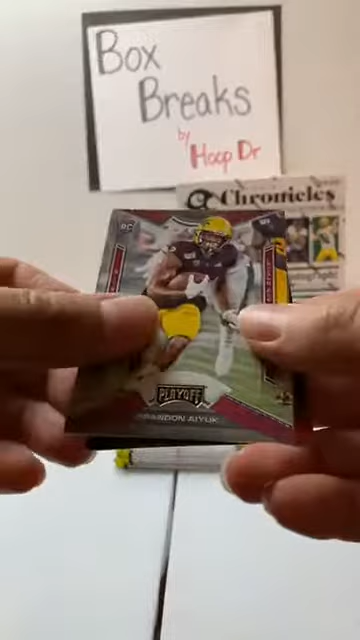 Box
Breaks
by
Hoop Dr
Chronicles
RC
PLAYOFF
BRANDON AIYUK